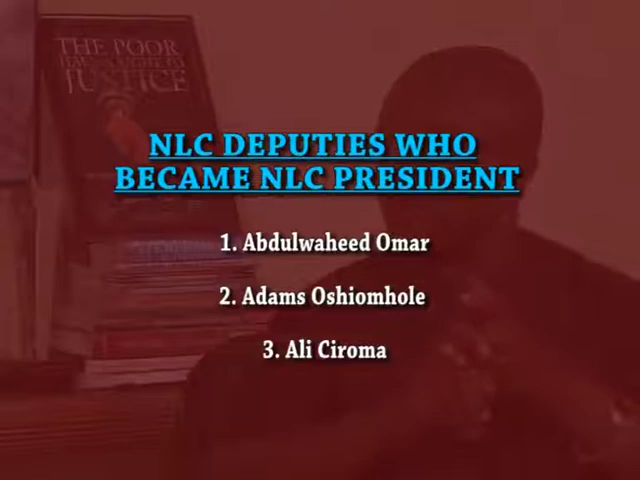 THE POOR
JUSTICE
NLC DEPUTIES WHO
BECAME NLC PRESIDENT
1. Abdulwaheed Omar
2. Adams Oshiomhole
3. Ali Ciroma